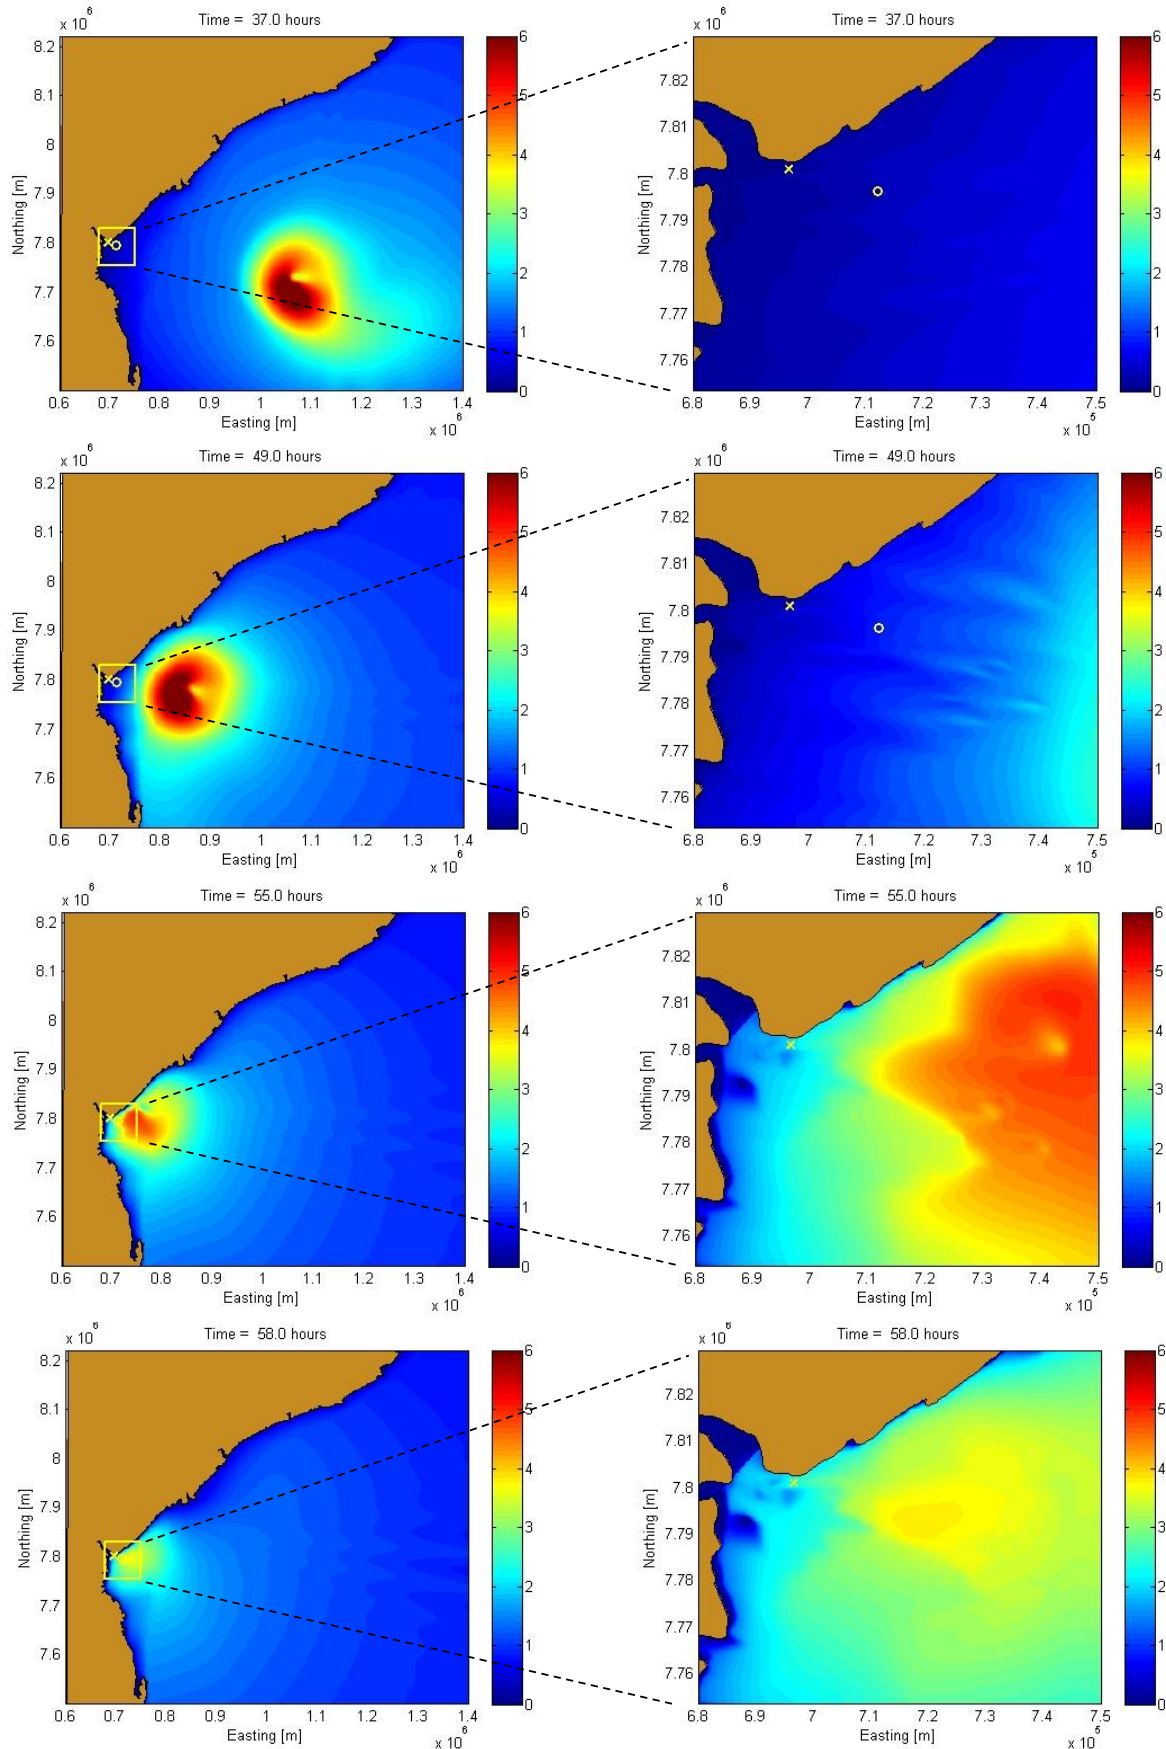 x 10^6 Time = 37.0 hours
8.2
8.1
8
7.9
7.8
7.7
7.6
Northing [m]
0.6 0.7 0.8 0.9 1 1.1 1.2 1.3 1.4
Easting [m]
x 10^6
6
5
4
3
2
1
0
x 10^6 Time = 37.0 hours
7.82
7.81
7.8
7.79
7.78
7.77
7.76
Northing [m]
6.8 6.9 7 7.1 7.2 7.3 7.4 7.5
Easting [m]
x 10^5
6
5
4
3
2
1
0
x 10^6 Time = 49.0 hours
8.2
8.1
8
7.9
7.8
7.7
7.6
Northing [m]
0.6 0.7 0.8 0.9 1 1.1 1.2 1.3 1.4
Easting [m]
x 10^6
6
5
4
3
2
1
0
x 10^6 Time = 49.0 hours
7.82
7.81
7.8
7.79
7.78
7.77
7.76
Northing [m]
6.8 6.9 7 7.1 7.2 7.3 7.4 7.5
Easting [m]
x 10^5
6
5
4
3
2
1
0
x 10^6 Time = 55.0 hours
8.2
8.1
8
7.9
7.8
7.7
7.6
Northing [m]
0.6 0.7 0.8 0.9 1 1.1 1.2 1.3 1.4
Easting [m]
x 10^6
6
5
4
3
2
1
0
x 10^6 Time = 55.0 hours
7.82
7.81
7.8
7.79
7.78
7.77
7.76
Northing [m]
6.8 6.9 7 7.1 7.2 7.3 7.4 7.5
Easting [m]
x 10^5
6
5
4
3
2
1
0
x 10^6 Time = 58.0 hours
8.2
8.1
8
7.9
7.8
7.7
7.6
Northing [m]
0.6 0.7 0.8 0.9 1 1.1 1.2 1.3 1.4
Easting [m]
x 10^6
6
5
4
3
2
1
0
x 10^6 Time = 58.0 hours
7.82
7.81
7.8
7.79
7.78
7.77
7.76
Northing [m]
6.8 6.9 7 7.1 7.2 7.3 7.4 7.5
Easting [m]
x 10^5
6
5
4
3
2
1
0